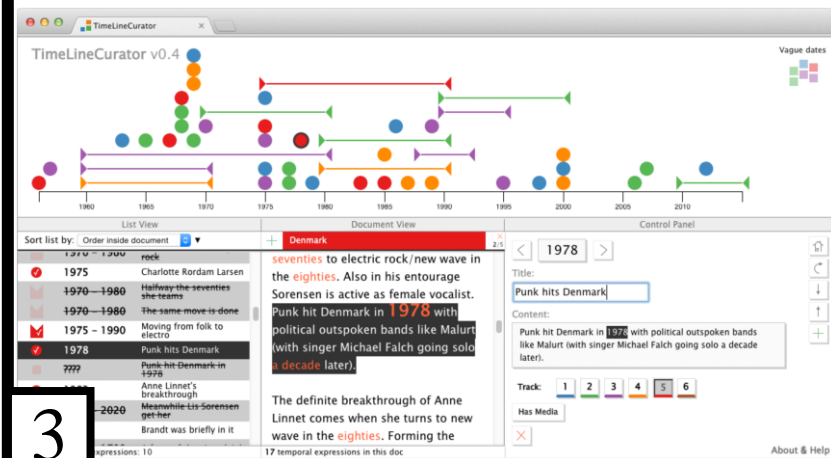 TimeLineCurator
TimeLineCurator v0.4
Vague dates
1960 1965 1970 1975 1980 1985 1990 1995 2000 2005 2010
List View Document View Control Panel
Sort list by: Order inside document
1970 – 1980 rock
1975 Charlotte Rordam Larsen
1970 – 1980 Halfway the seventies
she teams
1970 – 1980 The same move is done
1975 – 1990 Moving from folk to
electro
1978 Punk hits Denmark
???? Punk hit Denmark in
1978
Anne Linnet's
breakthrough
2020 Meanwhile Lis Sorensen
get her
Brandt was briefly in it
expressions: 10
+ Denmark 2/5
seventies to electric rock/new wave in
the eighties. Also in his entourage
Sorensen is active as female vocalist.
Punk hit Denmark in 1978 with
political outspoken bands like Malurt
(with singer Michael Falch going solo
a decade later).
The definite breakthrough of Anne
Linnet comes when she turns to new
wave in the eighties. Forming the
17 temporal expressions in this doc
< 1978 >
Title:
Punk hits Denmark
Content:
Punk hit Denmark in 1978 with political outspoken bands
like Malurt (with singer Michael Falch going solo a decade
later).
Track: 1 2 3 4 5 6
Has Media
About & Help
3